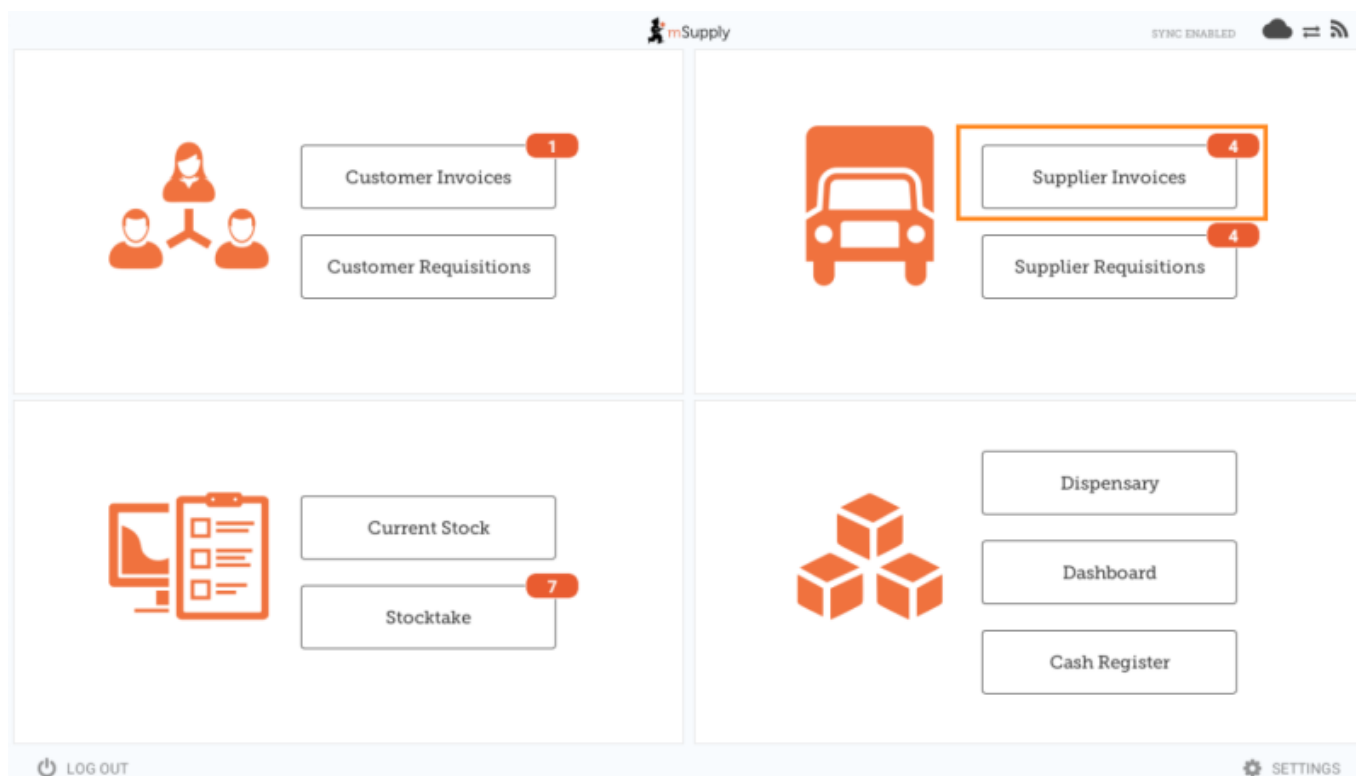 mSupply
SYNC ENABLED
1
Customer Invoices
Customer Requisitions
4
Supplier Invoices
4
Supplier Requisitions
Current Stock
7
Stocktake
Dispensary
Dashboard
Cash Register
LOG OUT
SETTINGS